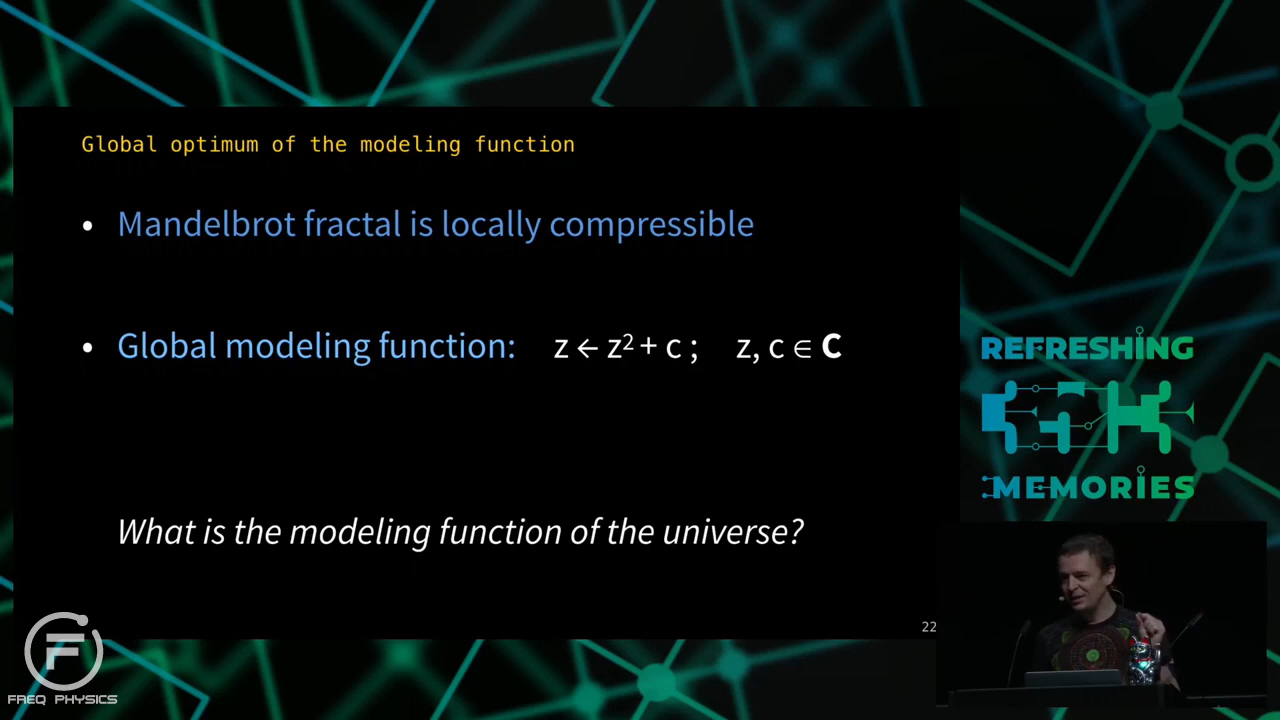 Global optimum of the modeling function
• Mandelbrot fractal is locally compressible
• Global modeling function: z ← z² + c ; z, c ∈ C
What is the modeling function of the universe?
22
REFRESHING
35C3
MEMORIES
F
FREQ PHYSICS